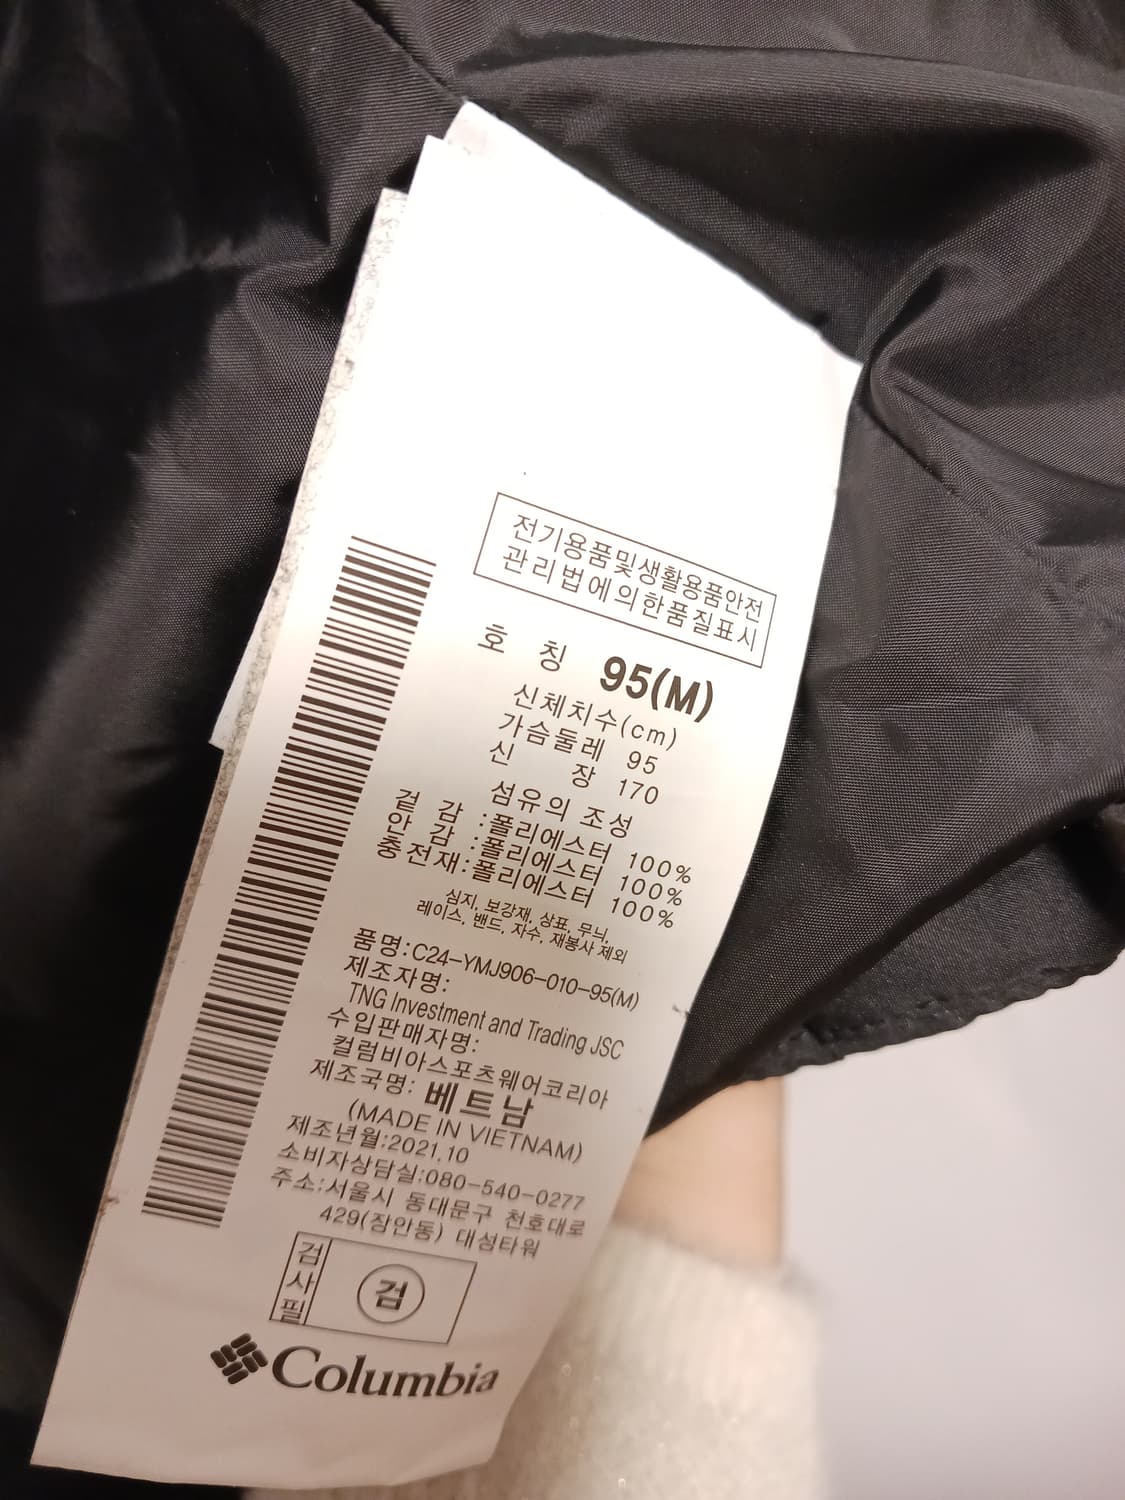 전기용품및생활용품안전
관리법에의한품질표시
호 칭 95(M)
신체치수(cm)
가슴둘레 95
신 장 170
섬유의 조성
겉 감 :폴리에스터 100%
안 감 :폴리에스터 100%
충전재:폴리에스터 100%
심지, 보강재, 상표, 무늬,
레이스, 밴드, 자수, 재봉사 제외
품명:C24-YMJ906-010-95(M)
제조자명:
TNG Investment and Trading JSC
수입판매자명:
컬럼비아스포츠웨어코리아
제조국명: 베트남
(MADE IN VIETNAM)
제조년월:2021.10
소비자상담실:080-540-0277
주소:서울시 동대문구 천호대로
429(장안동) 대성타워
검사필 검
Columbia